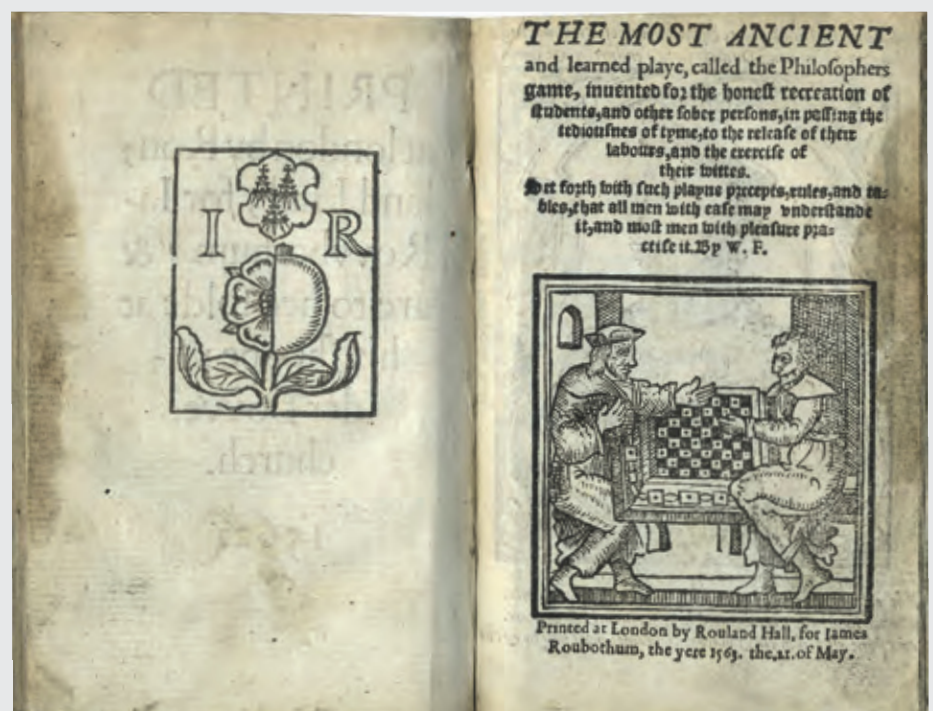 I R
THE MOST ANCIENT
and learned playe, called the Philosophers
game, inuented for the honest recreation of
students, and other sober persons, in passing the
tediousnes of tyme, to the release of their
labours, and the exercise of
their wittes.
Set forth with such playne precepts, rules, and ta-
bles, that all men with ease may vnderstande
it, and most men with pleasure pra-
ctise it. By W. F.
Printed at London by Rouland Hall, for Iames
Roubothum, the yere 1563. the .21. of May.
PRINTED
church.